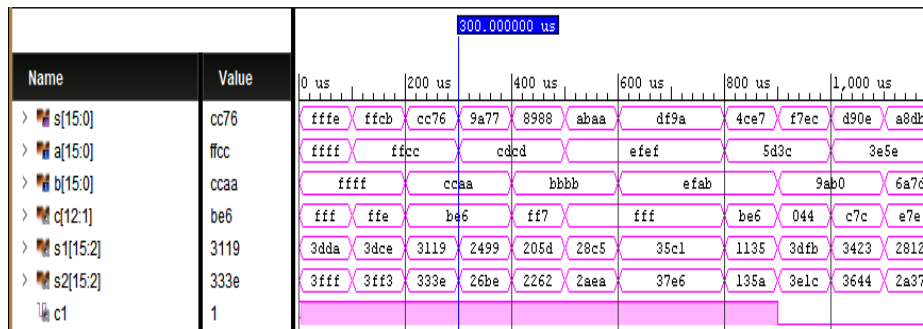 300.000000 us
Name Value 0 us 200 us 400 us 600 us 800 us 1,000 us
s[15:0] cc76 fffe ffcb cc76 9a77 8988 abaa df9a 4ce7 f7ec d90e a8db
a[15:0] ffcc ffff ffcc cdcd efef 5d3c 3e5e
b[15:0] ccaa ffff ccaa bbbb efab 9ab0 6a7d
c[12:1] be6 fff ffe be6 ff7 fff be6 044 c7c e7e
s1[15:2] 3119 3dda 3dce 3119 2499 205d 28c5 35c1 1135 3dfb 3423 2812
s2[15:2] 333e 3fff 3ff3 333e 26be 2262 2aea 37e6 135a 3e1c 3644 2a37
c1 1